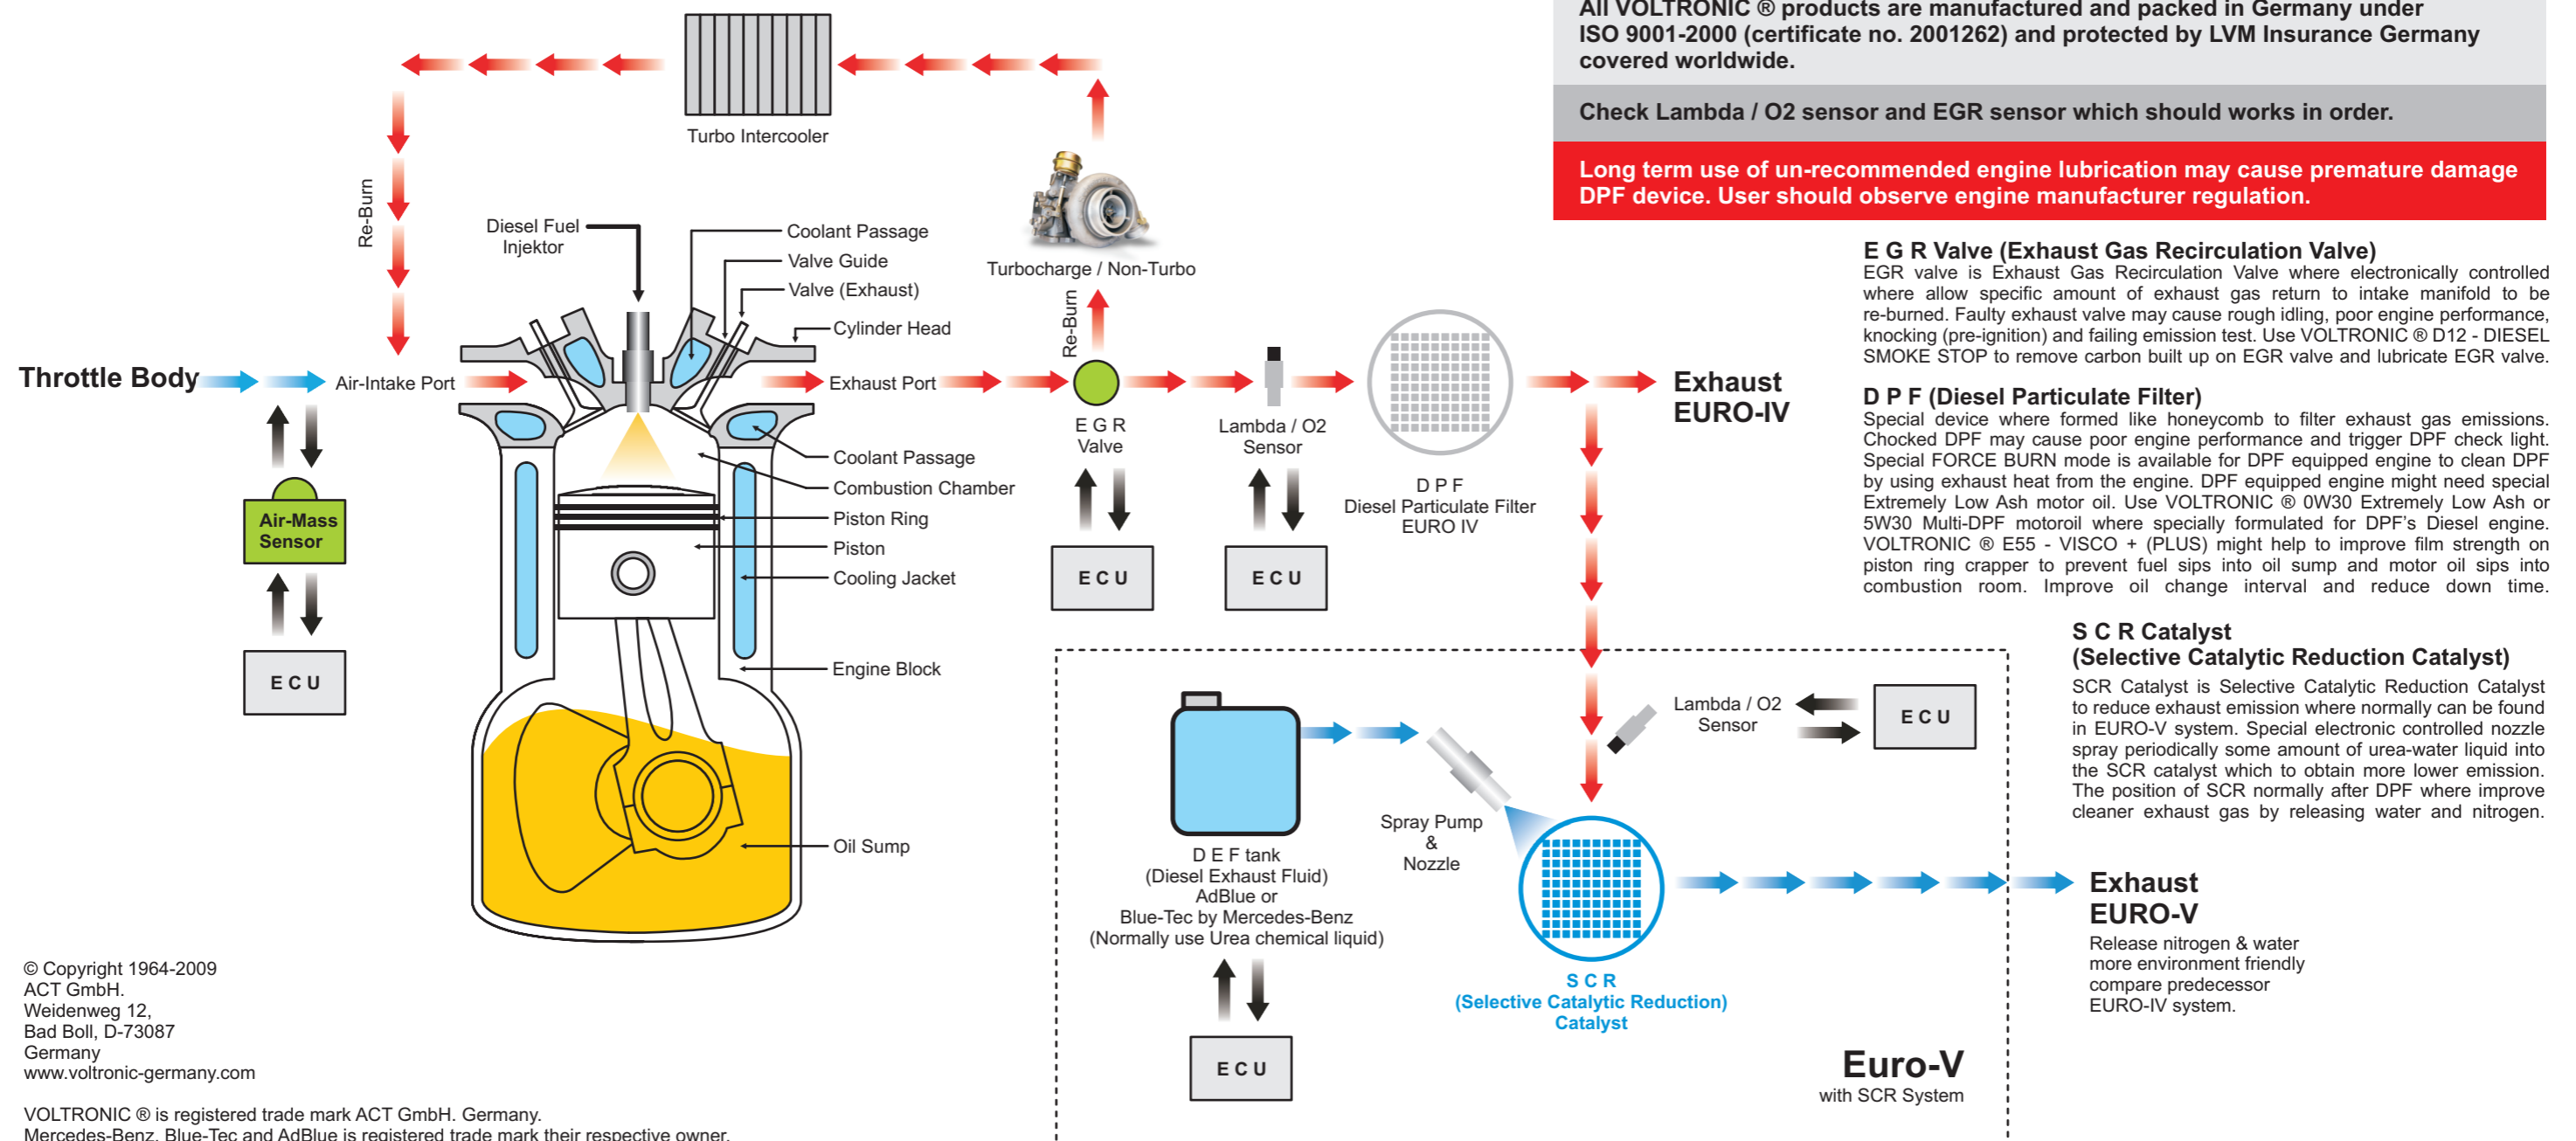 All VOLTRONIC ® products are manufactured and packed in Germany under
ISO 9001-2000 (certificate no. 2001262) and protected by LVM Insurance Germany
covered worldwide.
Check Lambda / O2 sensor and EGR sensor which should works in order.
Long term use of un-recommended engine lubrication may cause premature damage
DPF device. User should observe engine manufacturer regulation.
Turbo Intercooler
Re-Burn
Diesel Fuel
Injektor
Coolant Passage
Valve Guide
Valve (Exhaust)
Cylinder Head
Turbocharge / Non-Turbo
Re-Burn
Throttle Body
Air-Intake Port
Exhaust Port
E G R
Valve
Lambda / O2
Sensor
D P F
Diesel Particulate Filter
EURO IV
Exhaust
EURO-IV
Air-Mass
Sensor
E C U
Coolant Passage
Combustion Chamber
Piston Ring
Piston
Cooling Jacket
Engine Block
Oil Sump
E C U
E C U
E G R Valve (Exhaust Gas Recirculation Valve)
EGR valve is Exhaust Gas Recirculation Valve where electronically controlled
where allow specific amount of exhaust gas return to intake manifold to be
re-burned. Faulty exhaust valve may cause rough idling, poor engine performance,
knocking (pre-ignition) and failing emission test. Use VOLTRONIC ® D12 - DIESEL
SMOKE STOP to remove carbon built up on EGR valve and lubricate EGR valve.
D P F (Diesel Particulate Filter)
Special device where formed like honeycomb to filter exhaust gas emissions.
Chocked DPF may cause poor engine performance and trigger DPF check light.
Special FORCE BURN mode is available for DPF equipped engine to clean DPF
by using exhaust heat from the engine. DPF equipped engine might need special
Extremely Low Ash motor oil. Use VOLTRONIC ® 0W30 Extremely Low Ash or
5W30 Multi-DPF motoroil where specially formulated for DPF's Diesel engine.
VOLTRONIC ® E55 - VISCO + (PLUS) might help to improve film strength on
piston ring crapper to prevent fuel sips into oil sump and motor oil sips into
combustion room. Improve oil change interval and reduce down time.
S C R Catalyst
(Selective Catalytic Reduction Catalyst)
SCR Catalyst is Selective Catalytic Reduction Catalyst
to reduce exhaust emission where normally can be found
in EURO-V system. Special electronic controlled nozzle
spray periodically some amount of urea-water liquid into
the SCR catalyst which to obtain more lower emission.
The position of SCR normally after DPF where improve
cleaner exhaust gas by releasing water and nitrogen.
Lambda / O2
Sensor
E C U
Spray Pump
&
Nozzle
D E F tank
(Diesel Exhaust Fluid)
AdBlue or
Blue-Tec by Mercedes-Benz
(Normally use Urea chemical liquid)
E C U
S C R
(Selective Catalytic Reduction)
Catalyst
Exhaust
EURO-V
Release nitrogen & water
more environment friendly
compare predecessor
EURO-IV system.
Euro-V
with SCR System
© Copyright 1964-2009
ACT GmbH.
Weidenweg 12,
Bad Boll, D-73087
Germany
www.voltronic-germany.com
VOLTRONIC ® is registered trade mark ACT GmbH. Germany.
Mercedes-Benz, Blue-Tec and AdBlue is registered trade mark their respective owner.